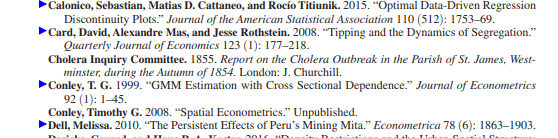 Calonico, Sebastian, Matias D. Cattaneo, and Rocío Titiunik. 2015. “Optimal Data-Driven Regression
Discontinuity Plots.” Journal of the American Statistical Association 110 (512): 1753–69.
Card, David, Alexandre Mas, and Jesse Rothstein. 2008. “Tipping and the Dynamics of Segregation.”
Quarterly Journal of Economics 123 (1): 177–218.
Cholera Inquiry Committee. 1855. Report on the Cholera Outbreak in the Parish of St. James, West-
minster, during the Autumn of 1854. London: J. Churchill.
Conley, T. G. 1999. “GMM Estimation with Cross Sectional Dependence.” Journal of Econometrics
92 (1): 1–45.
Conley, Timothy G. 2008. “Spatial Econometrics.” Unpublished.
Dell, Melissa. 2010. “The Persistent Effects of Peru’s Mining Mita.” Econometrica 78 (6): 1863–1903.